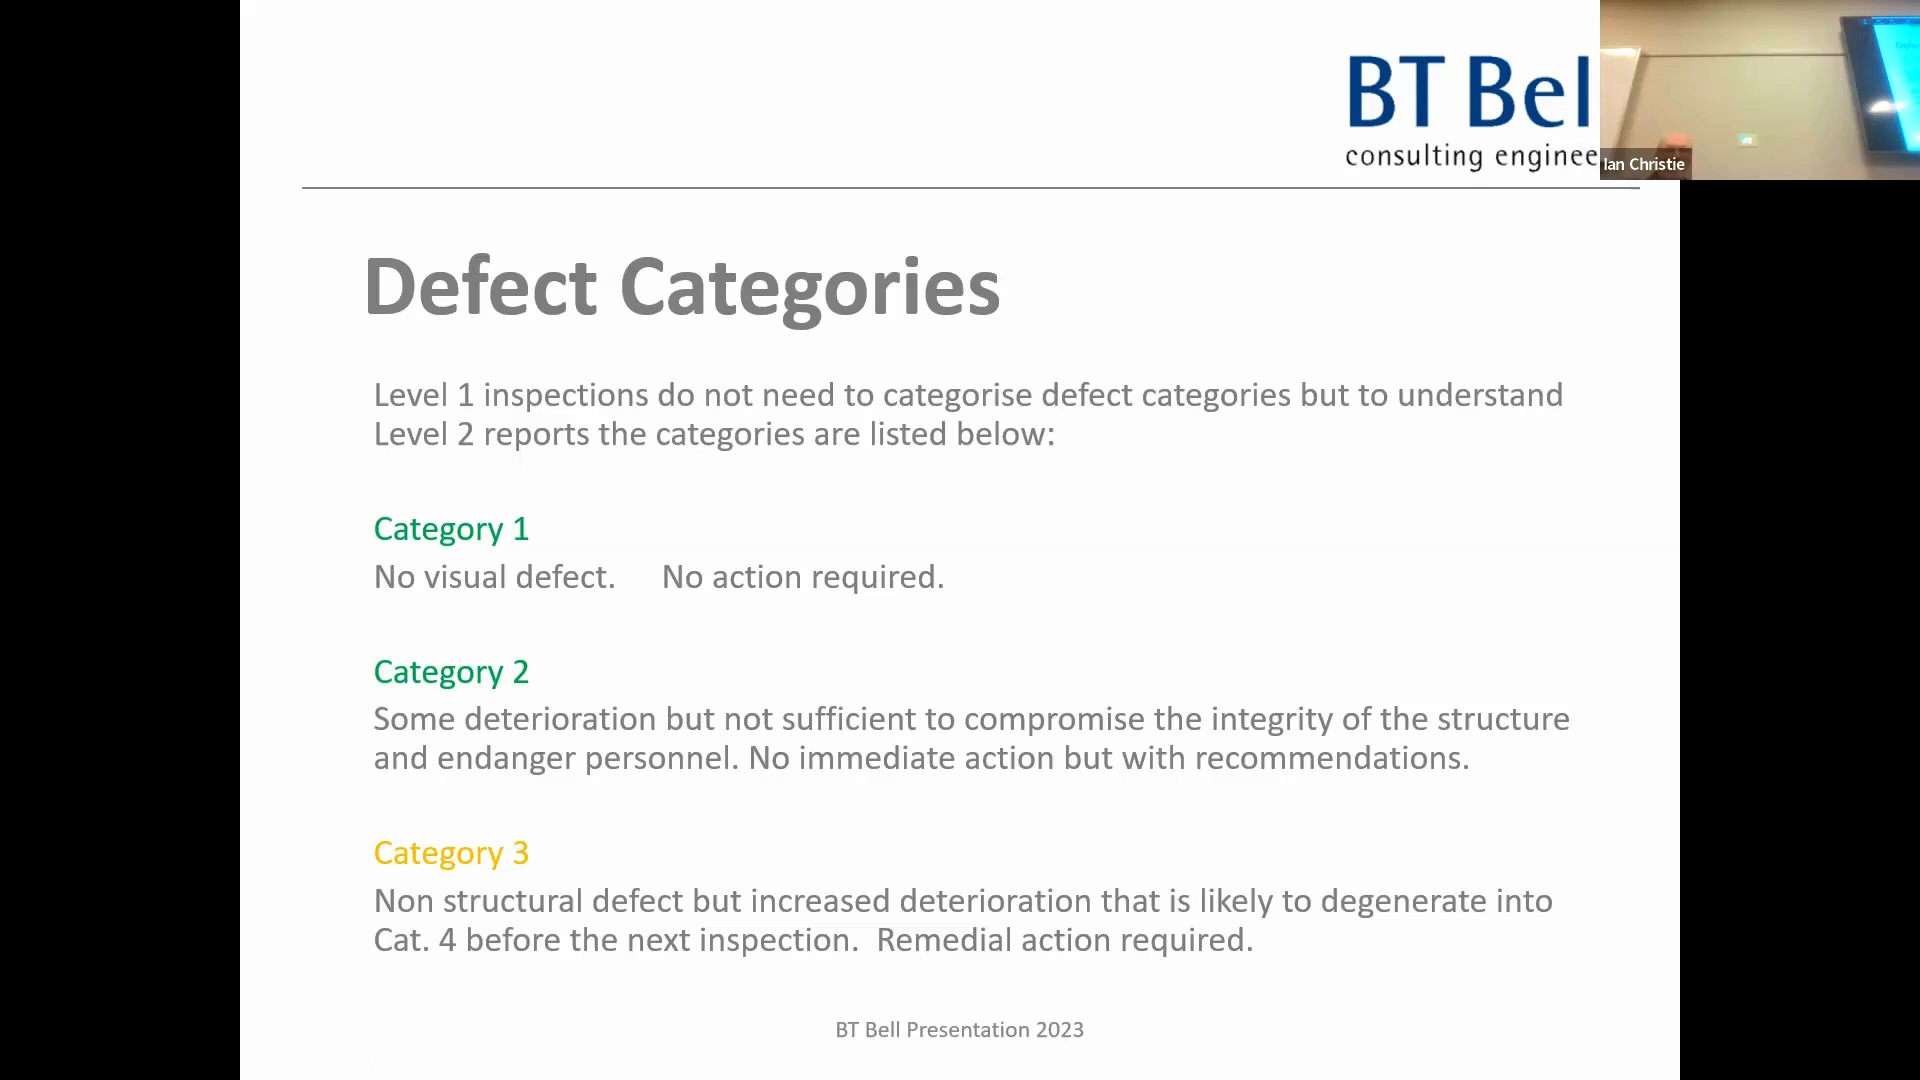 BT Bel
consulting enginee
Ian Christie
Defect Categories
Level 1 inspections do not need to categorise defect categories but to understand
Level 2 reports the categories are listed below:
Category 1
No visual defect. No action required.
Category 2
Some deterioration but not sufficient to compromise the integrity of the structure
and endanger personnel. No immediate action but with recommendations.
Category 3
Non structural defect but increased deterioration that is likely to degenerate into
Cat. 4 before the next inspection. Remedial action required.
BT Bell Presentation 2023